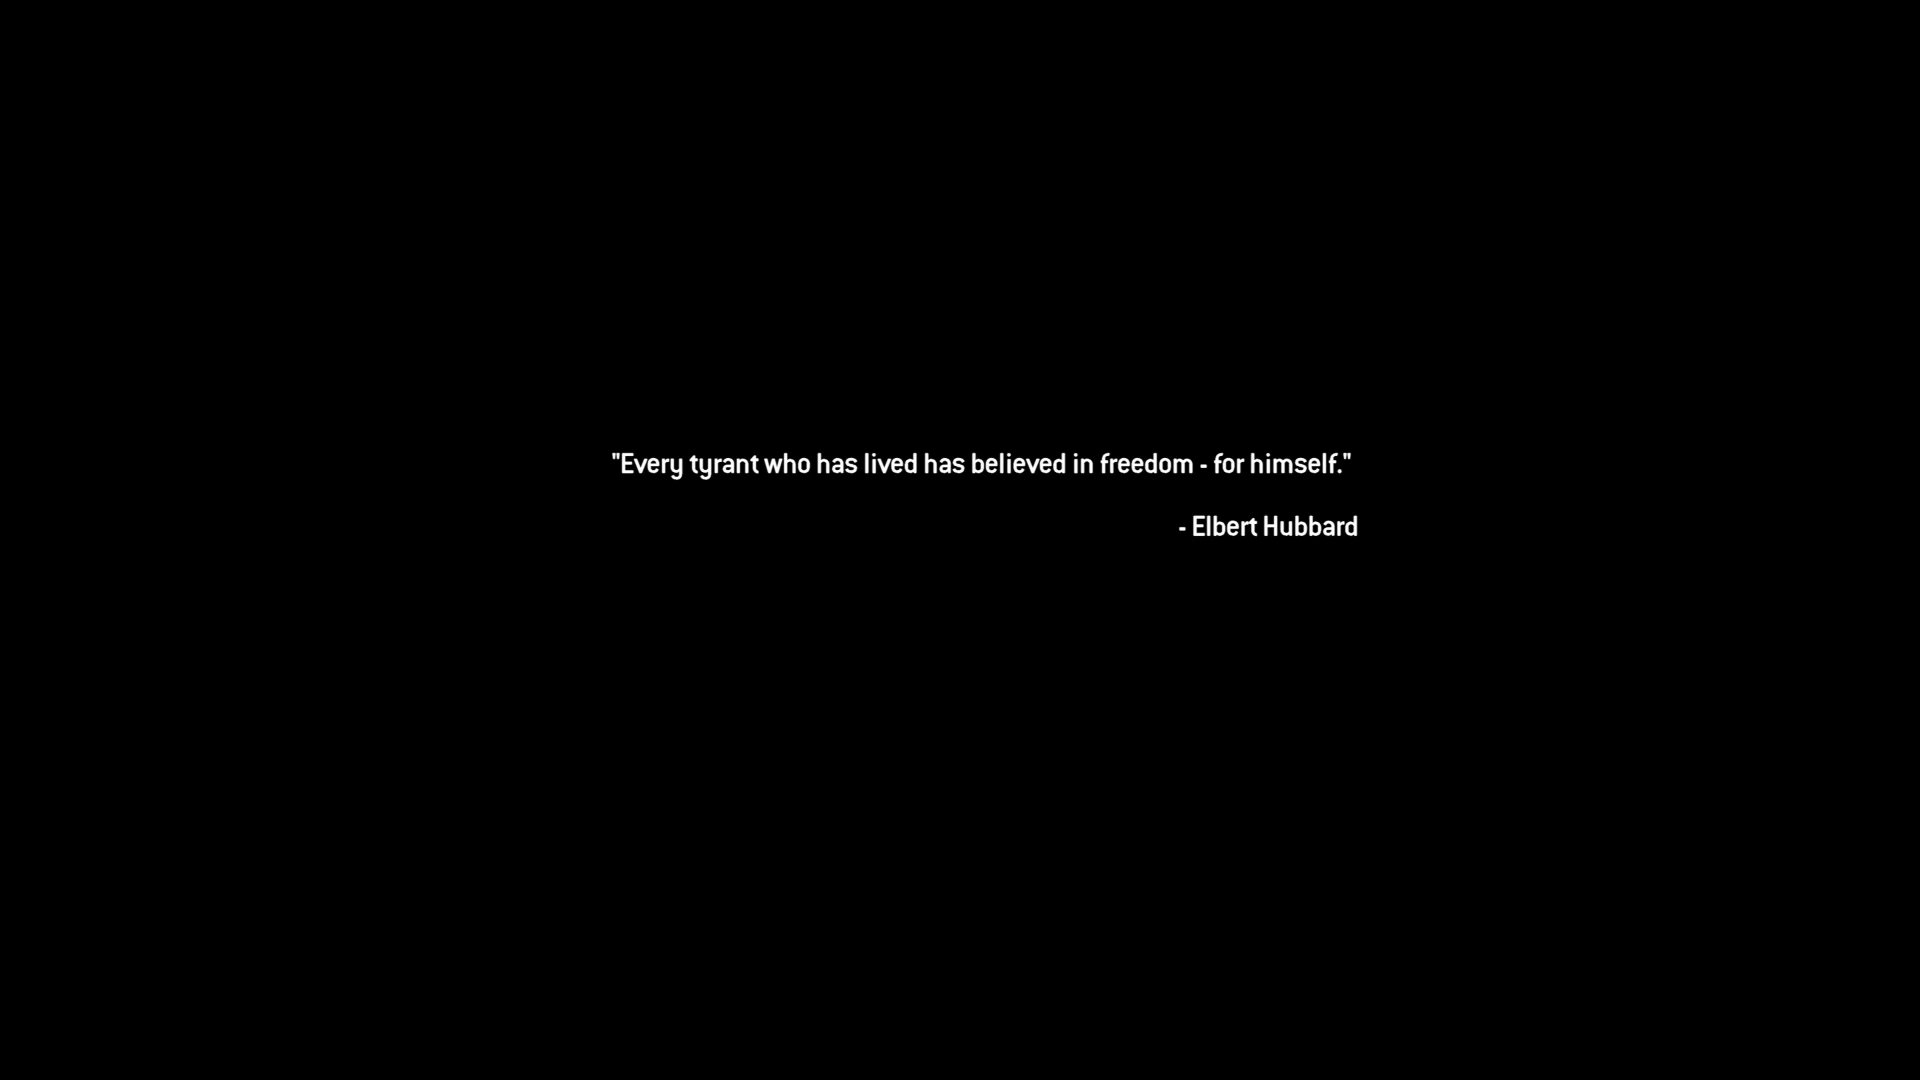 "Every tyrant who has lived has believed in freedom - for himself."
- Elbert Hubbard